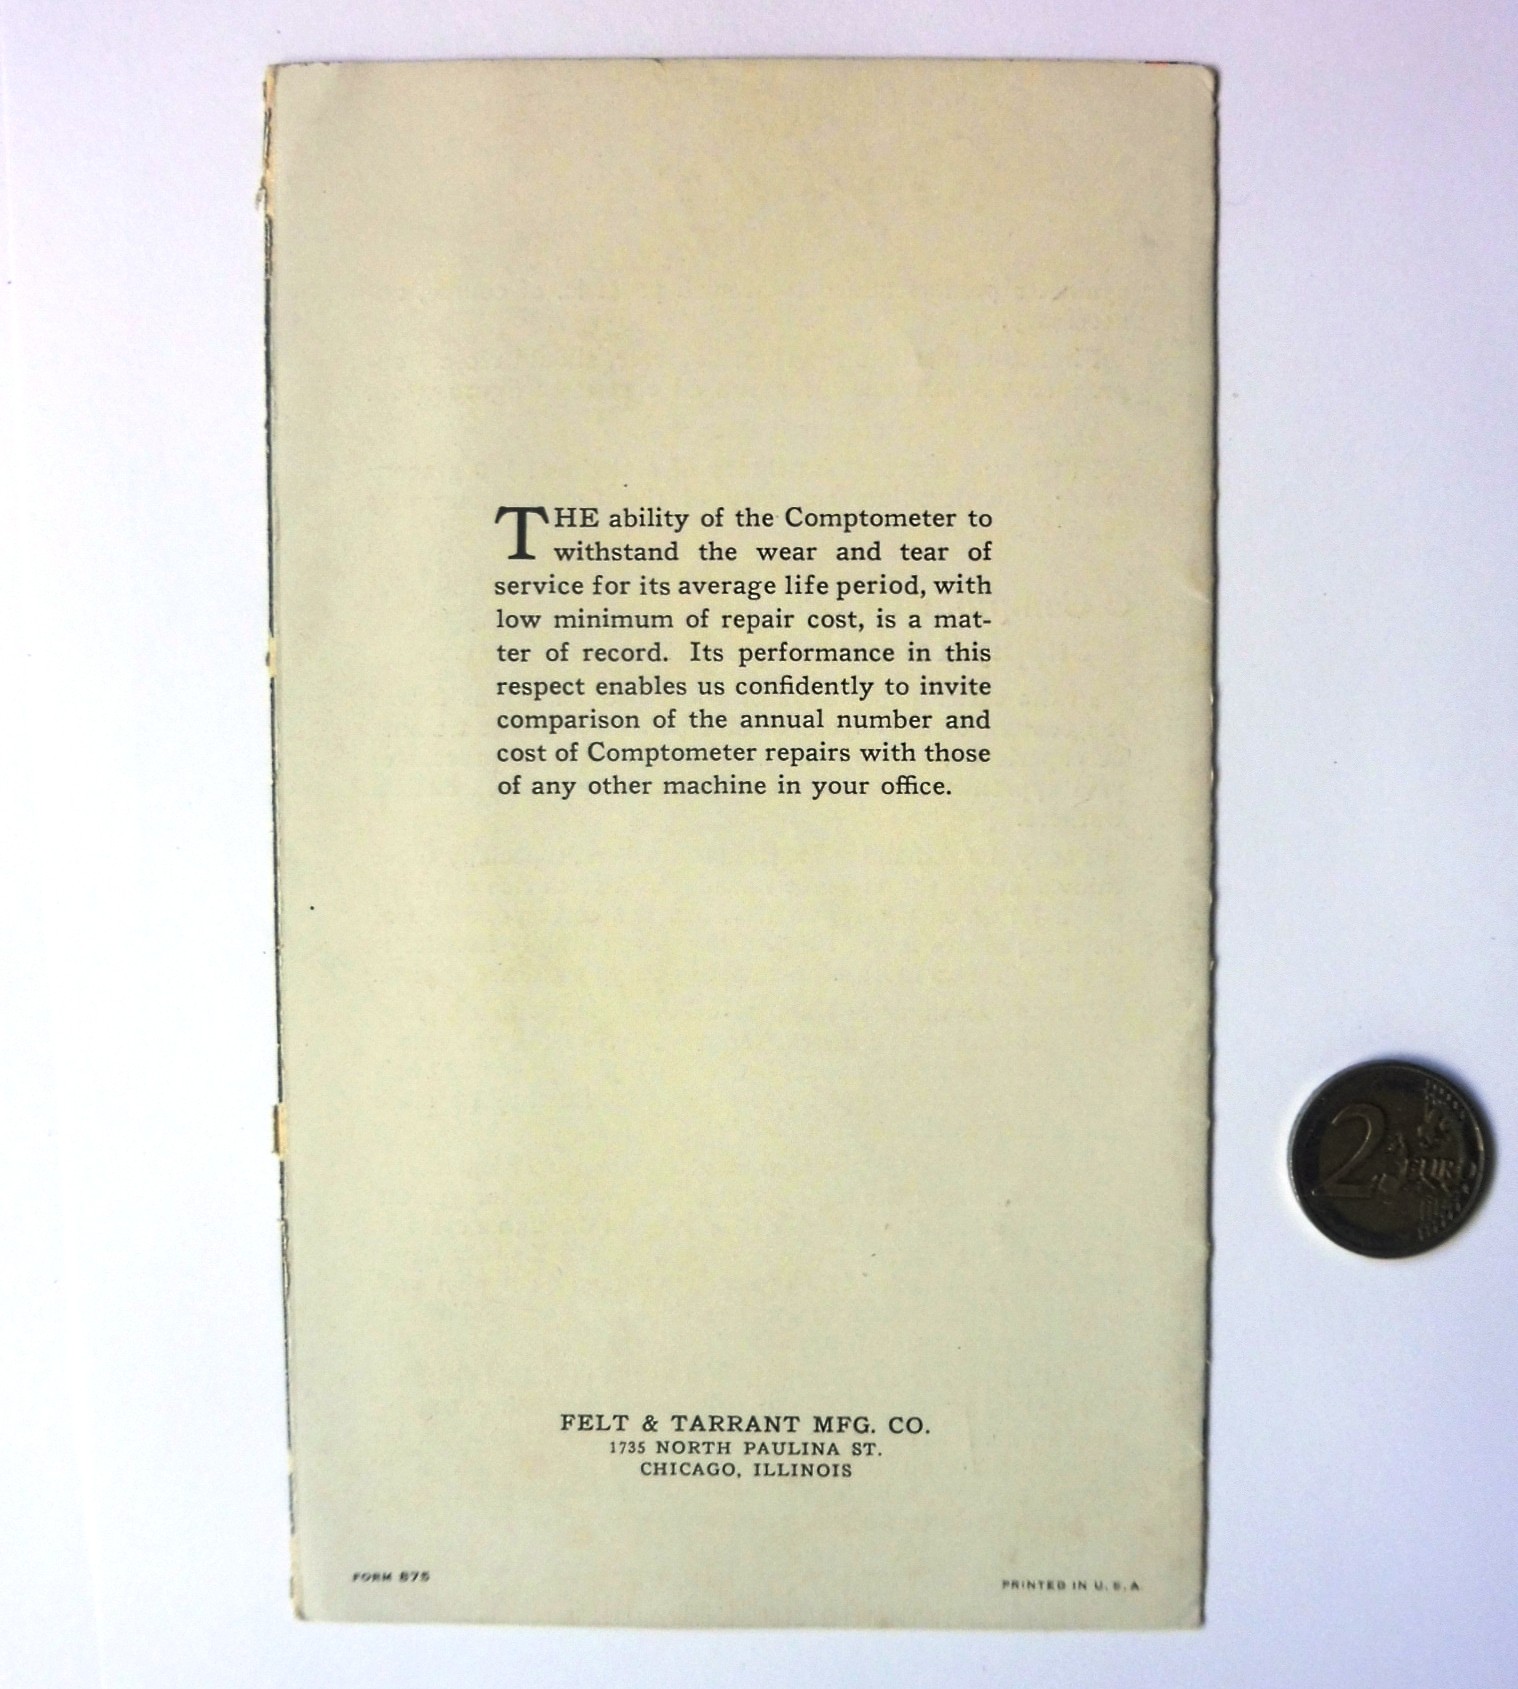 THE ability of the Comptometer to
withstand the wear and tear of
service for its average life period, with
low minimum of repair cost, is a mat-
ter of record. Its performance in this
respect enables us confidently to invite
comparison of the annual number and
cost of Comptometer repairs with those
of any other machine in your office.
2 EURO
FELT & TARRANT MFG. CO.
1735 NORTH PAULINA ST.
CHICAGO, ILLINOIS
FORM
PRINTED IN U. S. A.